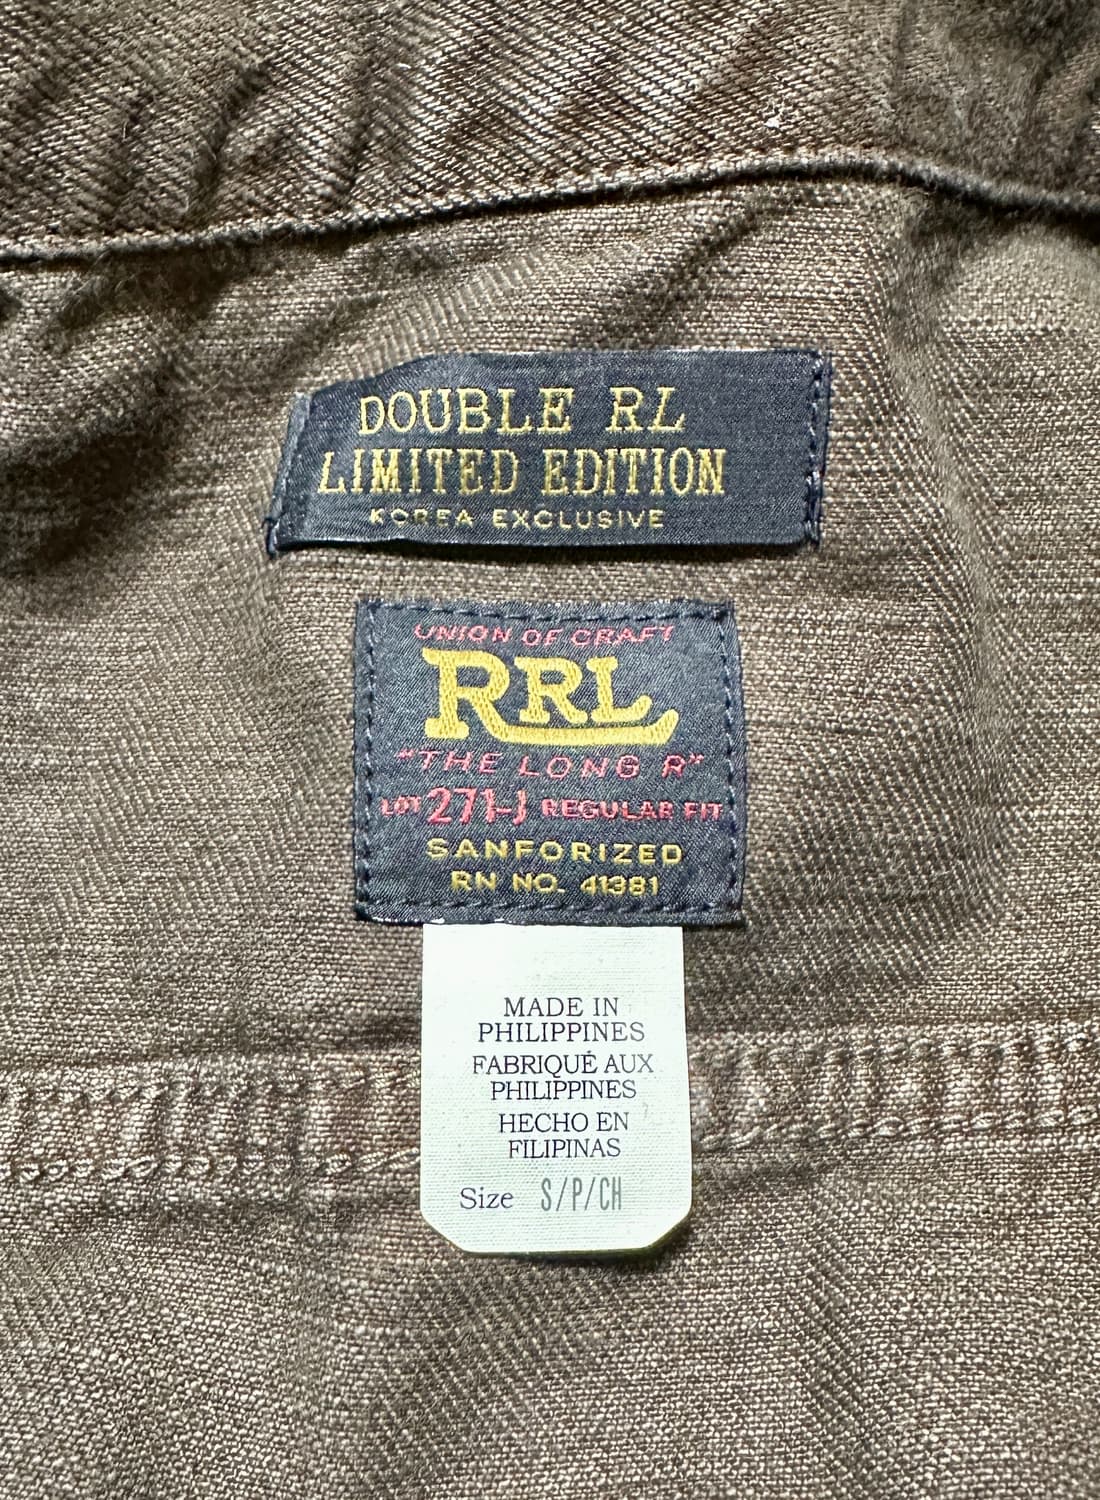 DOUBLE RL
LIMITED EDITION
KOREA EXCLUSIVE
UNION OF CRAFT
RRL
"THE LONG R"
LOT 271-J REGULAR FIT
SANFORIZED
RN NO. 41381
MADE IN
PHILIPPINES
FABRIQUÉ AUX
PHILIPPINES
HECHO EN
FILIPINAS
Size S/P/CH